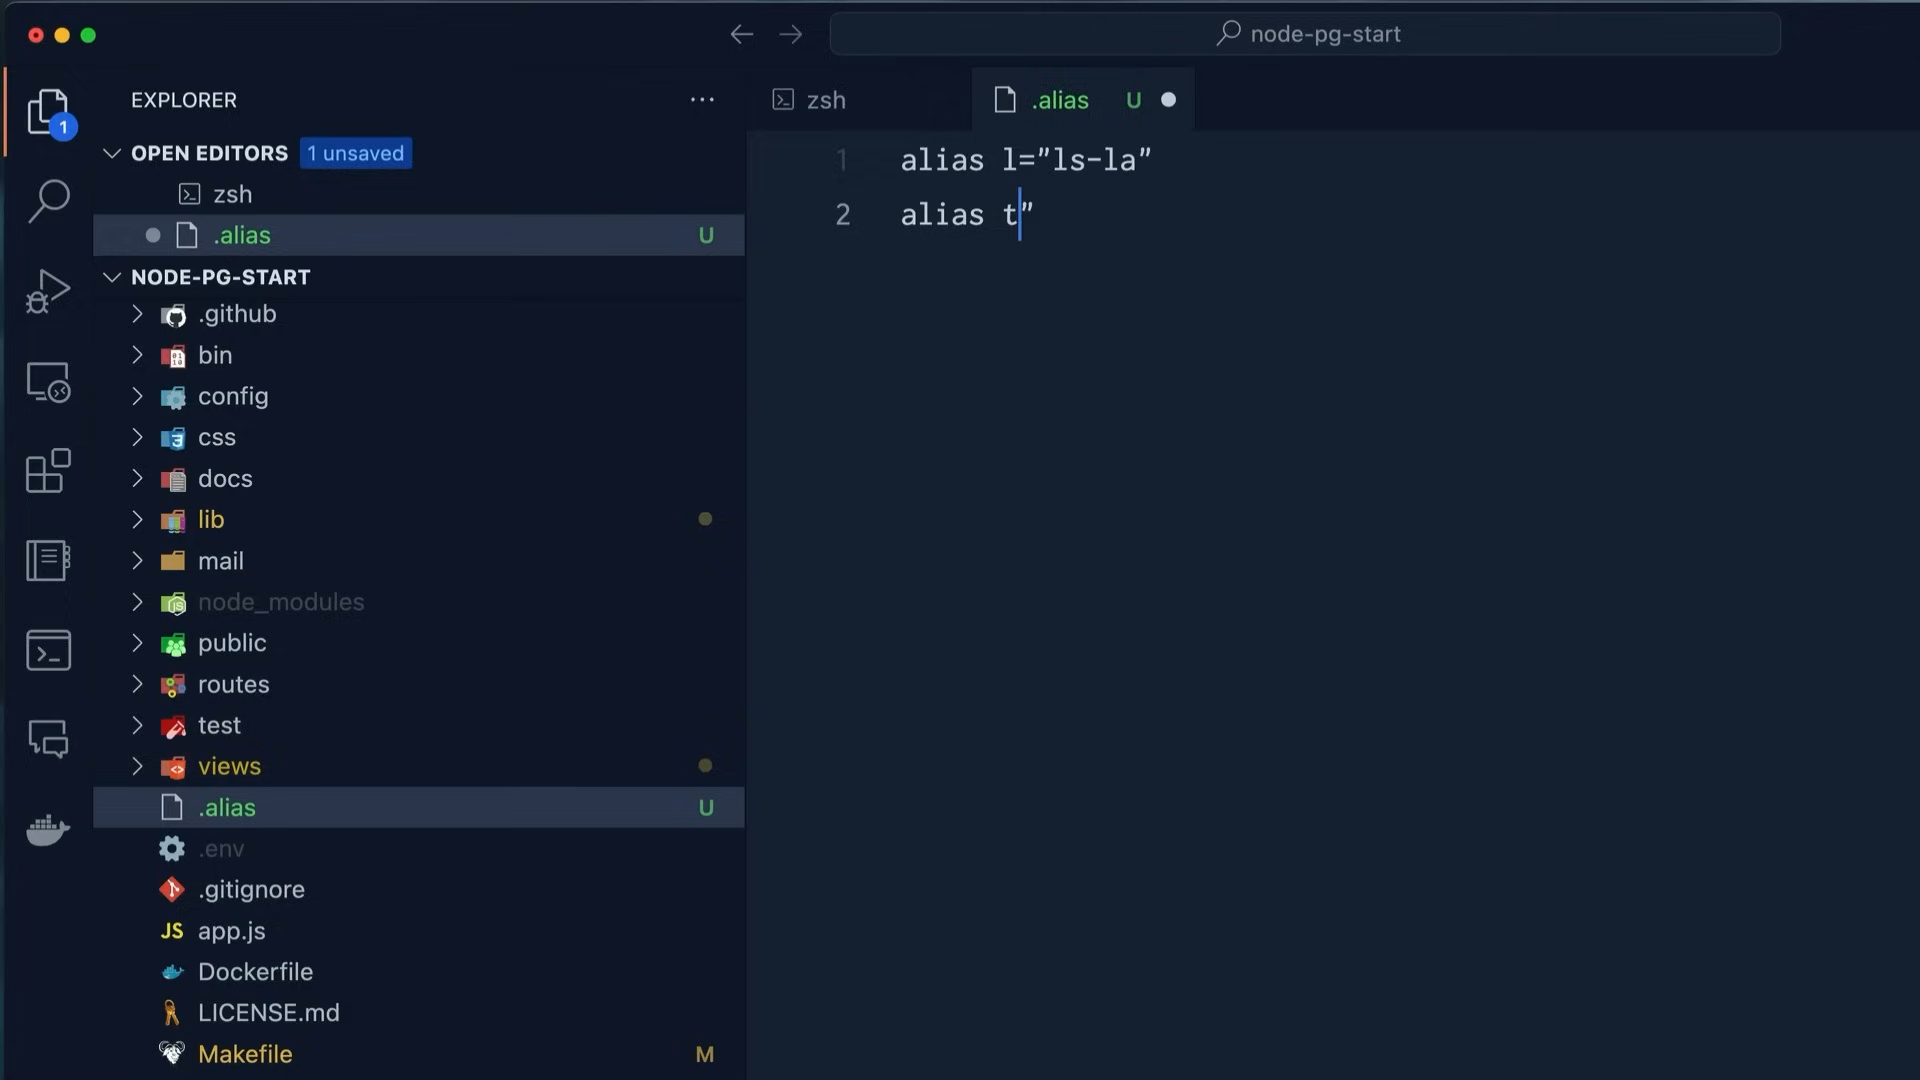 node-pg-start
EXPLORER
zsh
.alias U
1
OPEN EDITORS 1 unsaved
zsh
.alias U
NODE-PG-START
.github
bin
config
css
docs
lib
mail
node_modules
public
routes
test
views
.alias U
.env
.gitignore
JS app.js
Dockerfile
LICENSE.md
Makefile M
1 alias l=”ls-la”
2 alias t”